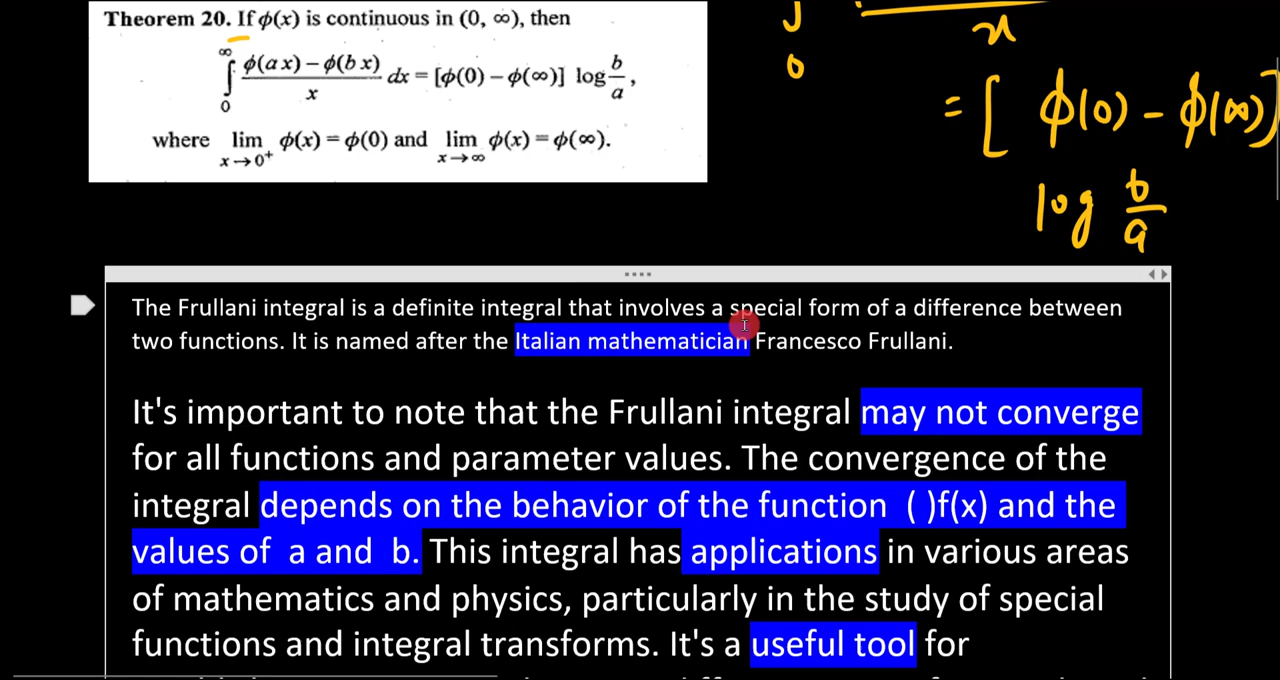 Theorem 20. If ϕ(x) is continuous in (0, ∞), then
∫₀^∞ (ϕ(ax) – ϕ(bx))/x dx = [ϕ(0) – ϕ(∞)] log b/a,
where lim x→0⁺ ϕ(x) = ϕ(0) and lim x→∞ ϕ(x) = ϕ(∞).
∫ 0 x
= [ ϕ(0) - ϕ(∞)]
log b/a
The Frullani integral is a definite integral that involves a special form of a difference between
two functions. It is named after the Italian mathematician Francesco Frullani.
It's important to note that the Frullani integral may not converge
for all functions and parameter values. The convergence of the
integral depends on the behavior of the function ( )f(x) and the
values of a and b. This integral has applications in various areas
of mathematics and physics, particularly in the study of special
functions and integral transforms. It's a useful tool for